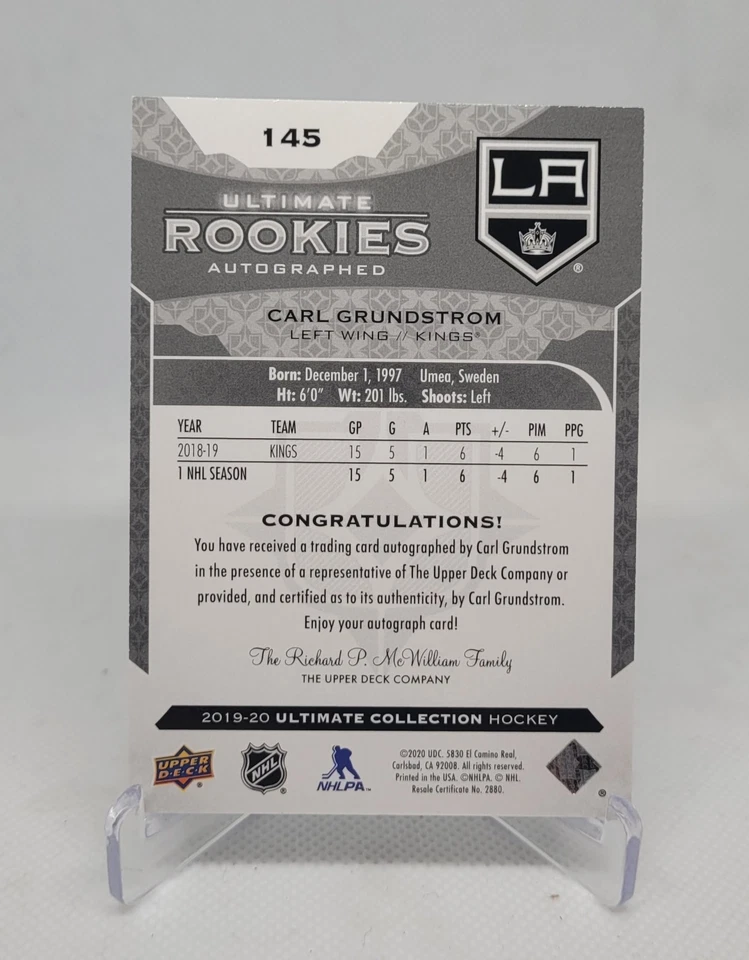 145
LA
®
ULTIMATE
ROOKIES
AUTOGRAPHED
CARL GRUNDSTROM
LEFT WING // KINGS®
Born: December 1, 1997 Umea, Sweden
Ht: 6'0" Wt: 201 lbs. Shoots: Left
YEAR TEAM GP G A PTS +/- PIM PPG
2018-19 KINGS 15 5 1 6 -4 6 1
1 NHL SEASON 15 5 1 6 -4 6 1
CONGRATULATIONS!
You have received a trading card autographed by Carl Grundstrom
in the presence of a representative of The Upper Deck Company or
provided, and certified as to its authenticity, by Carl Grundstrom.
Enjoy your autograph card!
The Richard P. McWilliam Family
THE UPPER DECK COMPANY
2019-20 ULTIMATE COLLECTION HOCKEY
UPPER
D·E·C·K ®
NHL ®
NHLPA™
©2020 UDC. 5830 El Camino Real,
Carlsbad, CA 92008. All rights reserved.
Printed in the USA. ©NHLPA. © NHL.
Resale Certificate No. 2880.
®